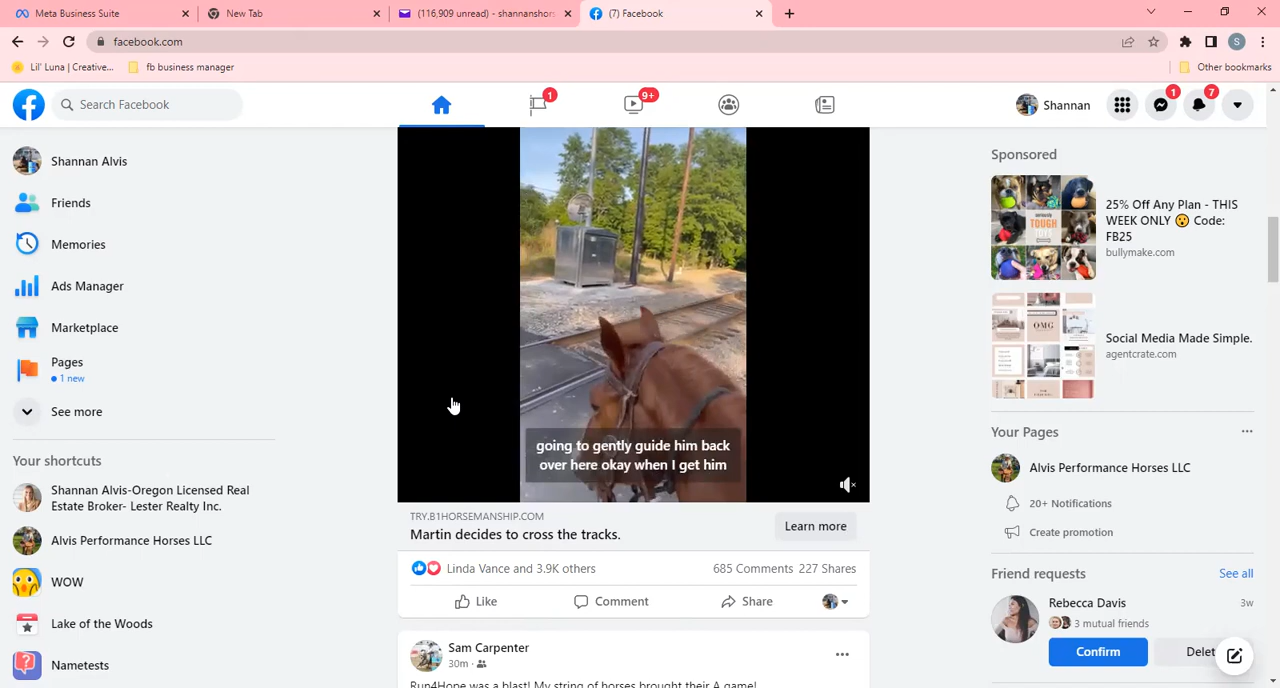 Meta Business Suite
New Tab
(116,909 unread) - shannanshors
(7) Facebook
facebook.com
S
Lil' Luna | Creative...
fb business manager
Other bookmarks
Search Facebook
1
9+
Shannan
1
7
Shannan Alvis
Friends
Memories
Ads Manager
Marketplace
Pages
1 new
See more
Your shortcuts
Shannan Alvis-Oregon Licensed Real
Estate Broker- Lester Realty Inc.
Alvis Performance Horses LLC
WOW
Lake of the Woods
Nametests
going to gently guide him back
over here okay when I get him
TRY.B1HORSEMANSHIP.COM
Martin decides to cross the tracks.
Learn more
Linda Vance and 3.9K others
685 Comments 227 Shares
Like
Comment
Share
Sam Carpenter
30m
Run4Hope was a blast! My string of horses brought their A game!
Sponsored
TOUGH
25% Off Any Plan - THIS
WEEK ONLY 😮 Code:
FB25
bullymake.com
OMG
Social Media Made Simple.
agentcrate.com
Your Pages
Alvis Performance Horses LLC
20+ Notifications
Create promotion
Friend requests
See all
Rebecca Davis
3w
3 mutual friends
Confirm
Delet